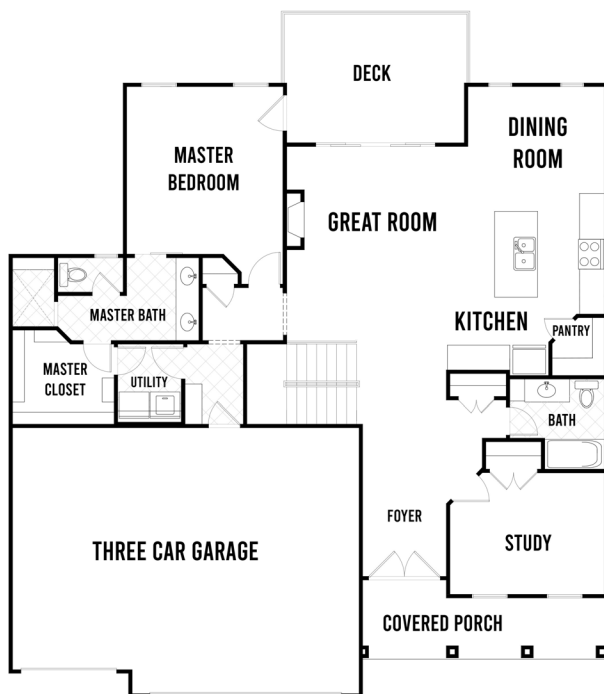 DECK
DINING
ROOM
MASTER
BEDROOM
GREAT ROOM
MASTER BATH
KITCHEN
PANTRY
MASTER
CLOSET
UTILITY
BATH
FOYER
STUDY
THREE CAR GARAGE
COVERED PORCH